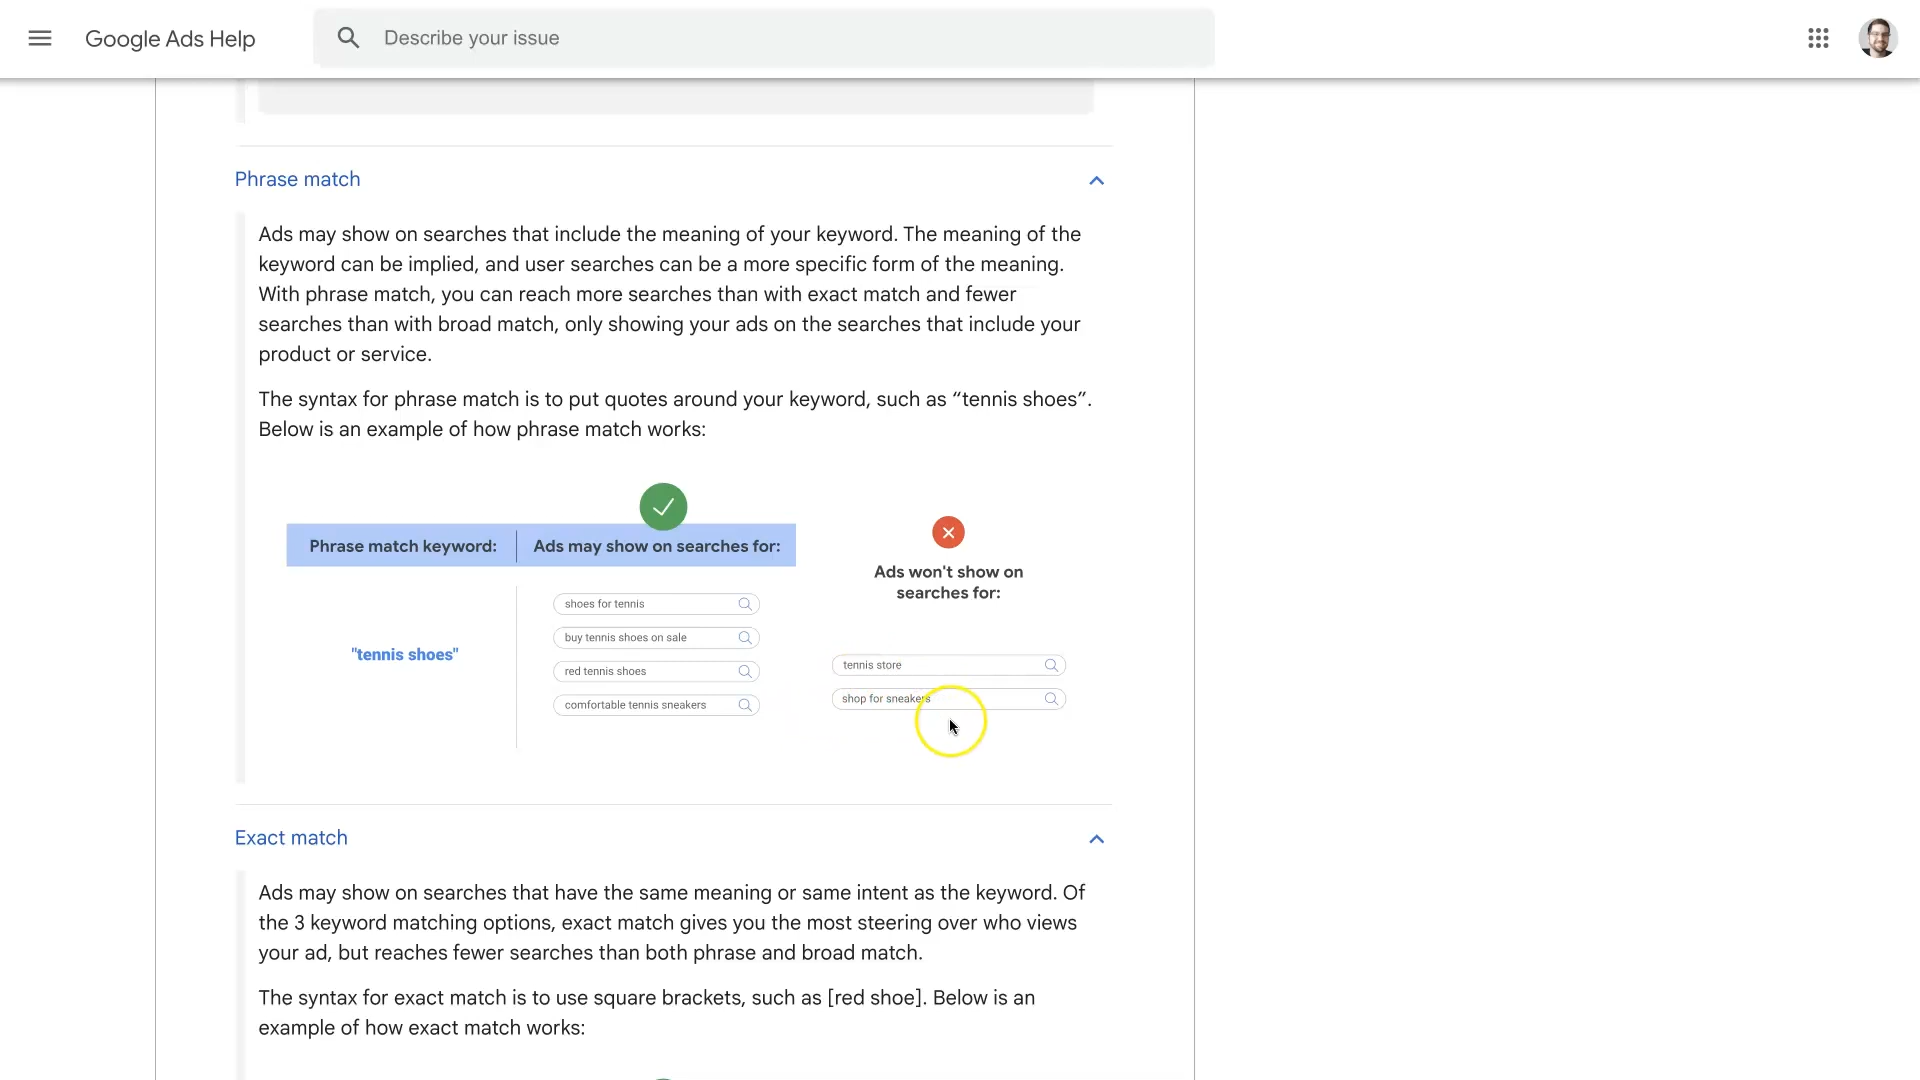 Google Ads Help
Describe your issue
Phrase match
Ads may show on searches that include the meaning of your keyword. The meaning of the
keyword can be implied, and user searches can be a more specific form of the meaning.
With phrase match, you can reach more searches than with exact match and fewer
searches than with broad match, only showing your ads on the searches that include your
product or service.
The syntax for phrase match is to put quotes around your keyword, such as “tennis shoes”.
Below is an example of how phrase match works:
Phrase match keyword:
Ads may show on searches for:
"tennis shoes"
shoes for tennis
buy tennis shoes on sale
red tennis shoes
comfortable tennis sneakers
Ads won't show on
searches for:
tennis store
shop for sneakers
Exact match
Ads may show on searches that have the same meaning or same intent as the keyword. Of
the 3 keyword matching options, exact match gives you the most steering over who views
your ad, but reaches fewer searches than both phrase and broad match.
The syntax for exact match is to use square brackets, such as [red shoe]. Below is an
example of how exact match works: